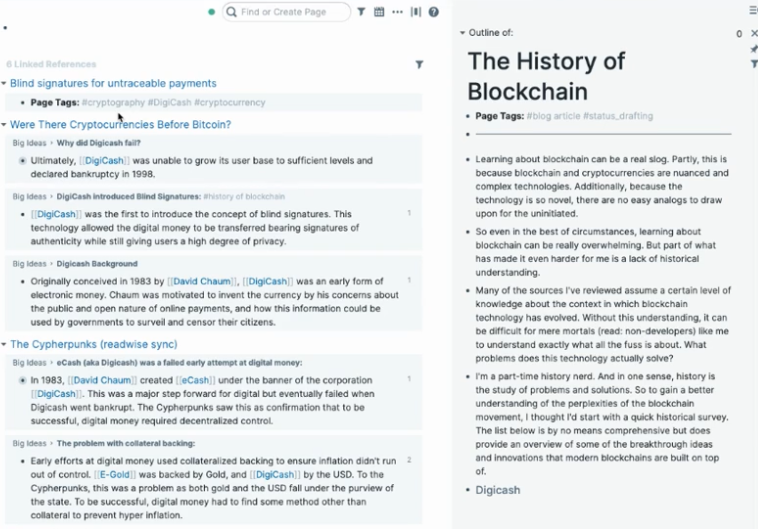 Find or Create Page
6 Linked References
Blind signatures for untraceable payments
Page Tags: #cryptography #DigiCash #cryptocurrency
Were There Cryptocurrencies Before Bitcoin?
Big Ideas › Why did Digicash fail?
Ultimately, [[DigiCash]] was unable to grow its user base to sufficient levels and
declared bankruptcy in 1998.
Big Ideas › DigiCash introduced Blind Signatures: #history of blockchain
[[DigiCash]] was the first to introduce the concept of blind signatures. This 1
technology allowed the digital money to be transferred bearing signatures of
authenticity while still giving users a high degree of privacy.
Big Ideas › Digicash Background
Originally conceived in 1983 by [[David Chaum]], [[DigiCash]] was an early form of 1
electronic money. Chaum was motivated to invent the currency by his concerns about
the public and open nature of online payments, and how this information could be
used by governments to surveil and censor their citizens.
The Cypherpunks (readwise sync)
Big Ideas › eCash (aka Digicash) was a failed early attempt at digital money:
In 1983, [[David Chaum]] created [[eCash]] under the banner of the corporation 1
[[DigiCash]]. This was a major step forward for digital but eventually failed when
Digicash went bankrupt. The Cypherpunks saw this as confirmation that to be
successful, digital money required decentralized control.
Big Ideas › The problem with collateral backing:
Early efforts at digital money used collateralized backing to ensure inflation didn't run 2
out of control. [[E-Gold]] was backed by Gold, and [[DigiCash]] by the USD. To the
Cypherpunks, this was a problem as both gold and the USD fall under the purview of
the state. To be successful, digital money had to find some method other than
collateral to prevent hyper inflation.
Outline of: 0
The History of
Blockchain
Page Tags: #blog article #status_drafting
Learning about blockchain can be a real slog. Partly, this is
because blockchain and cryptocurrencies are nuanced and
complex technologies. Additionally, because the
technology is so novel, there are no easy analogs to draw
upon for the uninitiated.
So even in the best of circumstances, learning about
blockchain can be really overwhelming. But part of what
has made it even harder for me is a lack of historical
understanding.
Many of the sources I've reviewed assume a certain level of
knowledge about the context in which blockchain
technology has evolved. Without this understanding, it can
be difficult for mere mortals (read: non-developers) like me
to understand exactly what all the fuss is about. What
problems does this technology actually solve?
I'm a part-time history nerd. And in one sense, history is
the study of problems and solutions. So to gain a better
understanding of the perplexities of the blockchain
movement, I thought I'd start with a quick historical survey.
The list below is by no means comprehensive but does
provide an overview of some of the breakthrough ideas
and innovations that modern blockchains are built on top
of.
Digicash